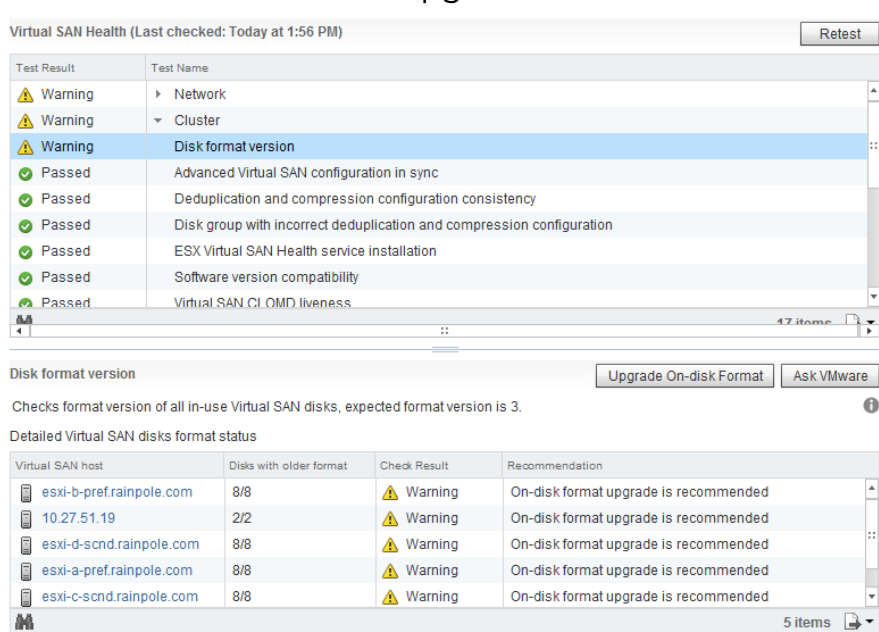 Virtual SAN Health (Last checked: Today at 1:56 PM)
Retest
Test Result Test Name
Warning Network
Warning Cluster
Warning Disk format version
Passed Advanced Virtual SAN configuration in sync
Passed Deduplication and compression configuration consistency
Passed Disk group with incorrect deduplication and compression configuration
Passed ESX Virtual SAN Health service installation
Passed Software version compatibility
Passed Virtual SAN CLOMD liveness
17 items
Disk format version
Upgrade On-disk Format Ask VMware
Checks format version of all in-use Virtual SAN disks, expected format version is 3.
Detailed Virtual SAN disks format status
Virtual SAN host Disks with older format Check Result Recommendation
esxi-b-pref.rainpole.com 8/8 Warning On-disk format upgrade is recommended
10.27.51.19 2/2 Warning On-disk format upgrade is recommended
esxi-d-scnd.rainpole.com 8/8 Warning On-disk format upgrade is recommended
esxi-a-pref.rainpole.com 8/8 Warning On-disk format upgrade is recommended
esxi-c-scnd.rainpole.com 8/8 Warning On-disk format upgrade is recommended
5 items